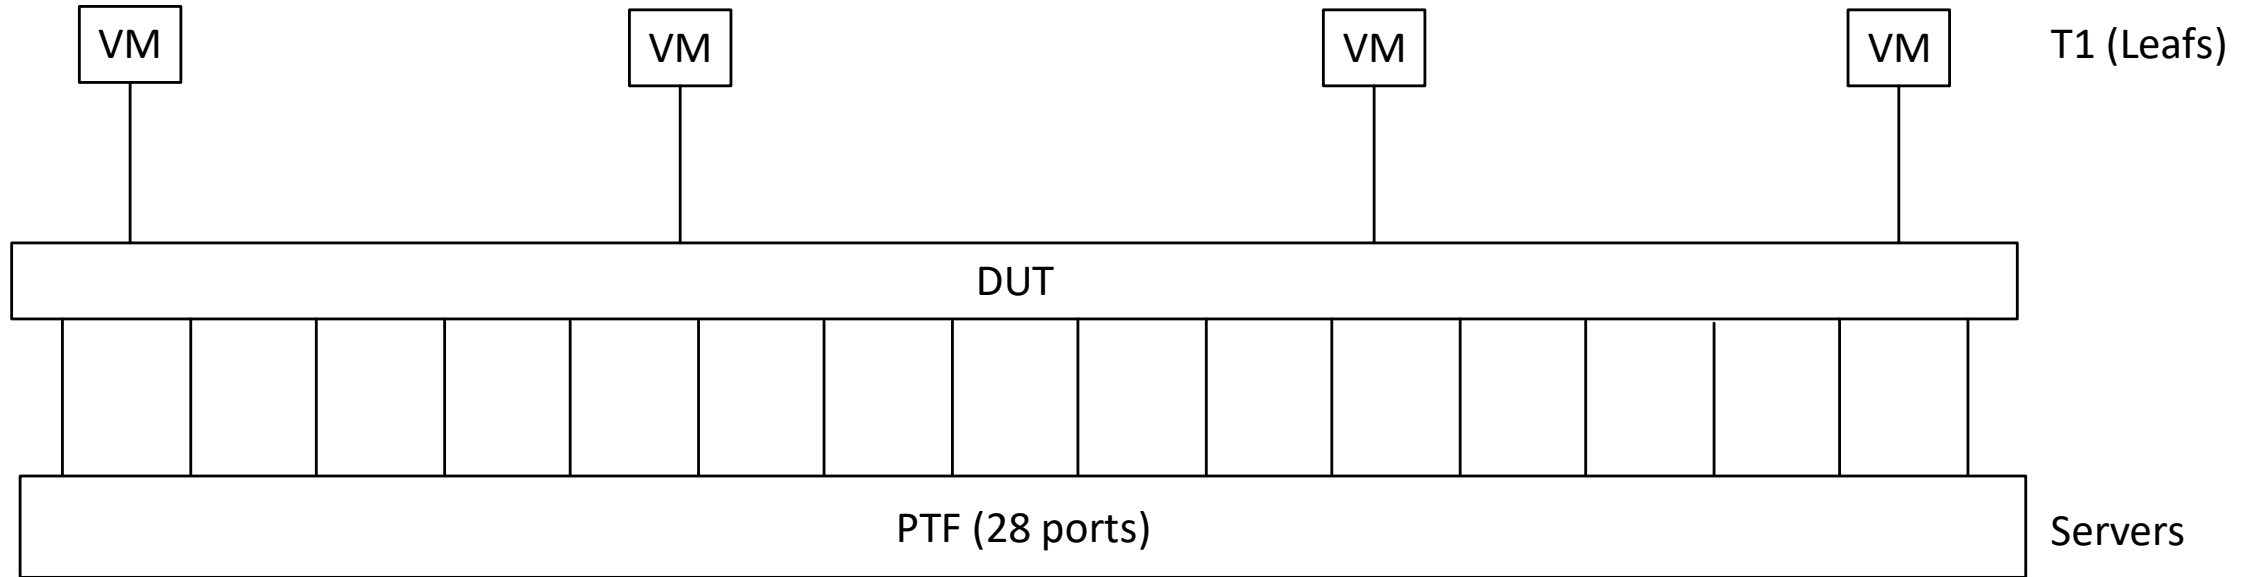 VM
VM
VM
VM
T1 (Leafs)
DUT
PTF (28 ports)
Servers